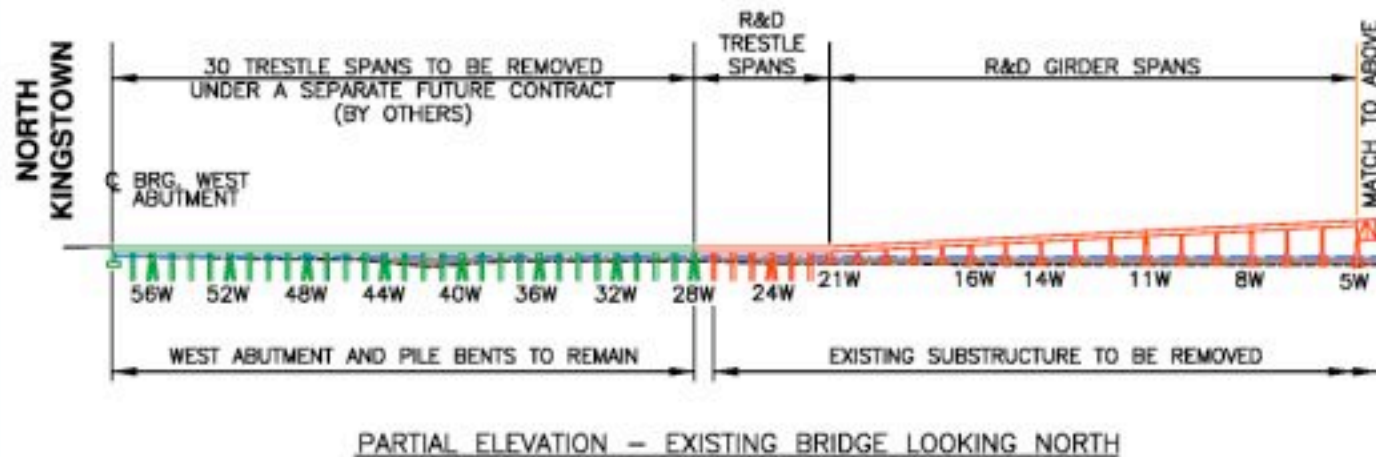 NORTH
KINGSTOWN
30 TRESTLE SPANS TO BE REMOVED
UNDER A SEPARATE FUTURE CONTRACT
(BY OTHERS)
R&D
TRESTLE
SPANS
R&D GIRDER SPANS
MATCH TO ABOVE
℄ BRG. WEST
ABUTMENT
56W 52W 48W 44W 40W 36W 32W 28W 24W 21W 16W 14W 11W 8W 5W
WEST ABUTMENT AND PILE BENTS TO REMAIN
EXISTING SUBSTRUCTURE TO BE REMOVED
PARTIAL ELEVATION – EXISTING BRIDGE LOOKING NORTH